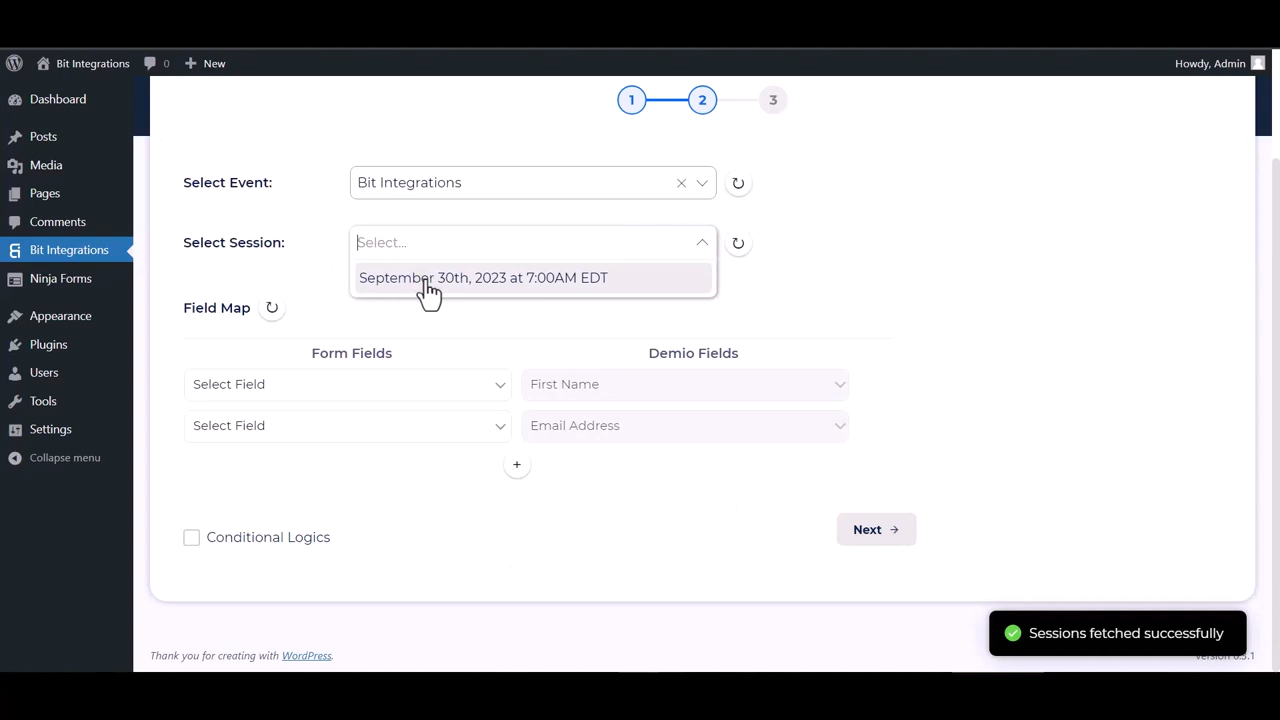 Bit Integrations
0
New
Howdy, Admin
Dashboard
Posts
Media
Pages
Comments
Bit Integrations
Ninja Forms
Appearance
Plugins
Users
Tools
Settings
Collapse menu
1
2
3
Select Event:
Bit Integrations
Select Session:
Select...
September 30th, 2023 at 7:00AM EDT
Field Map
Form Fields
Demio Fields
Select Field
First Name
Select Field
Email Address
+
Conditional Logics
Next →
Sessions fetched successfully
Thank you for creating with WordPress.